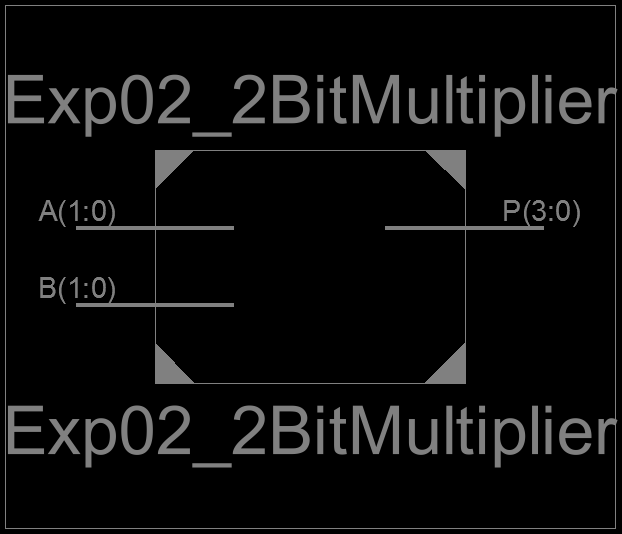 Exp02_2BitMultiplier
A(1:0)
P(3:0)
B(1:0)
Exp02_2BitMultiplier